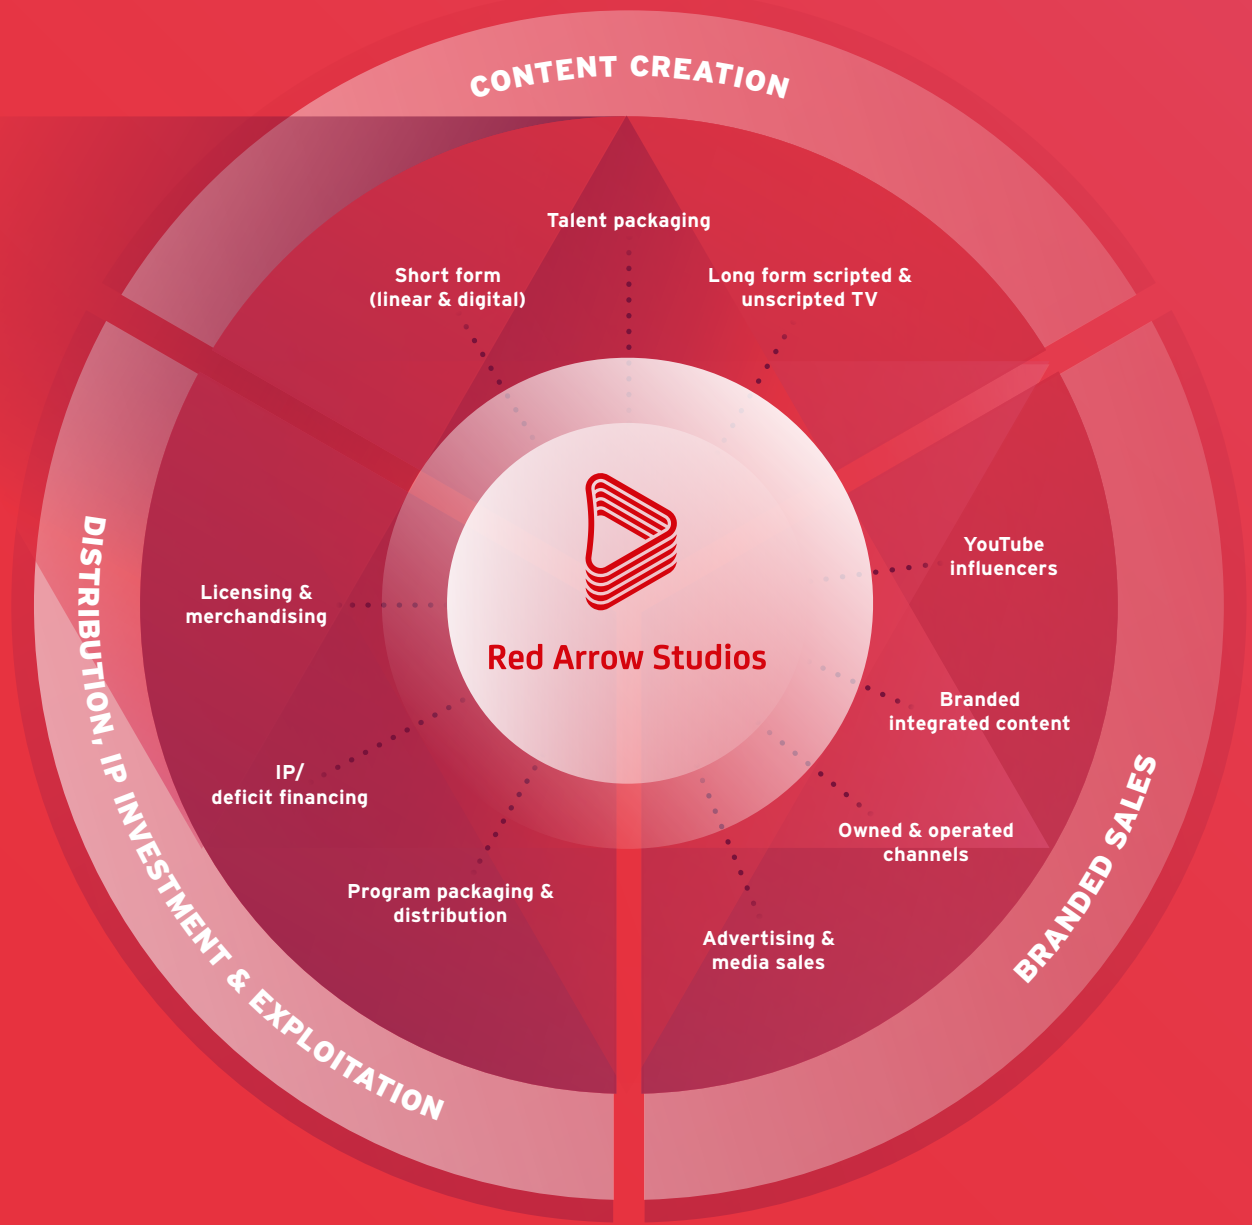 CONTENT CREATION
Talent packaging
Short form
(linear & digital)
Long form scripted &
unscripted TV
YouTube
influencers
Branded
integrated content
Owned & operated
channels
Advertising &
media sales
BRANDED SALES
Licensing &
merchandising
IP/
deficit financing
Program packaging &
distribution
DISTRIBUTION, IP INVESTMENT & EXPLOITATION
Red Arrow Studios